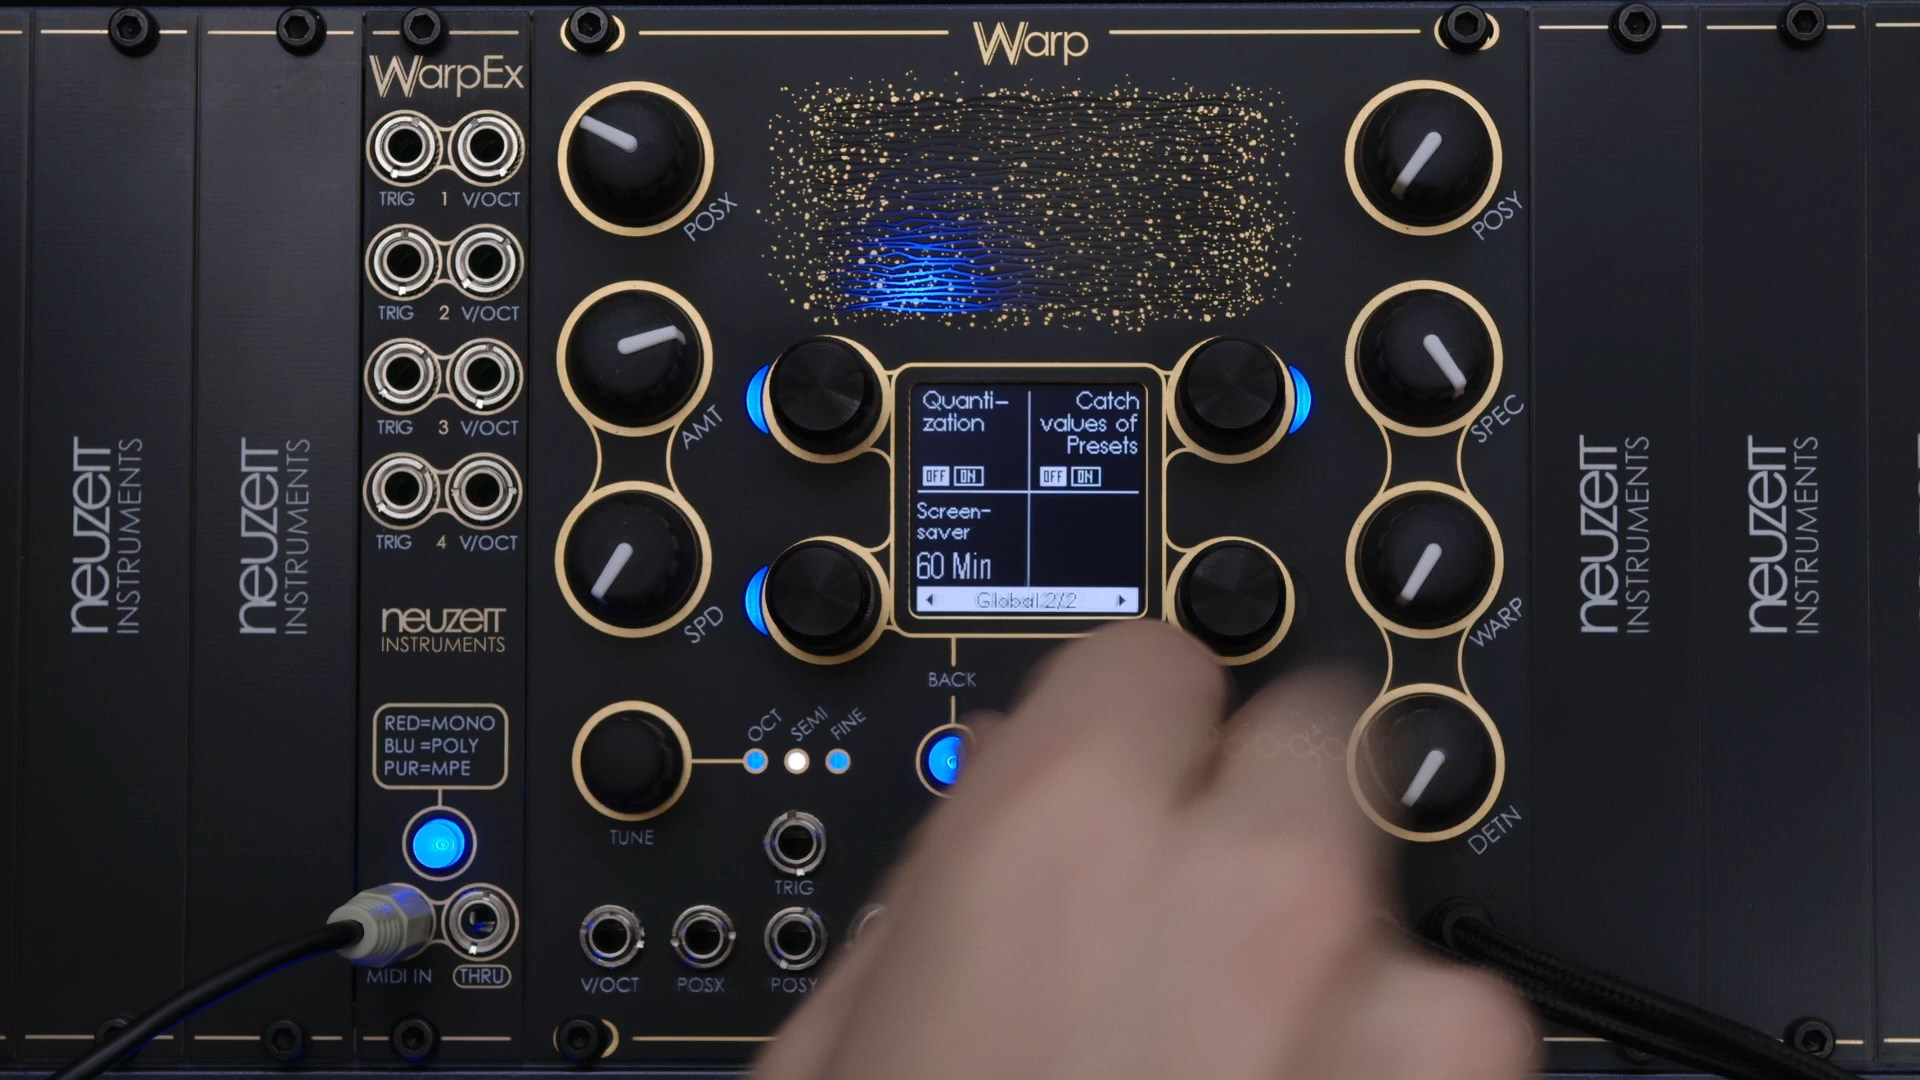 WarpEx
TRIG 1 V/OCT
TRIG 2 V/OCT
TRIG 3 V/OCT
TRIG 4 V/OCT
neuzeit
INSTRUMENTS
RED=MONO
BLU =POLY
PUR=MPE
MIDI IN
THRU
neuzeit
INSTRUMENTS
neuzeit
INSTRUMENTS
Warp
POSX
POSY
AMT
SPEC
SPD
WARP
DETN
Quanti-
zation
OFF ON
Catch
values of
Presets
OFF ON
Screen-
saver
60 Min
Global 2/2
BACK
OCT
SEMI
FINE
TUNE
TRIG
V/OCT
POSX
POSY
neuzeit
INSTRUMENTS
neuzeit
INSTRUMENTS